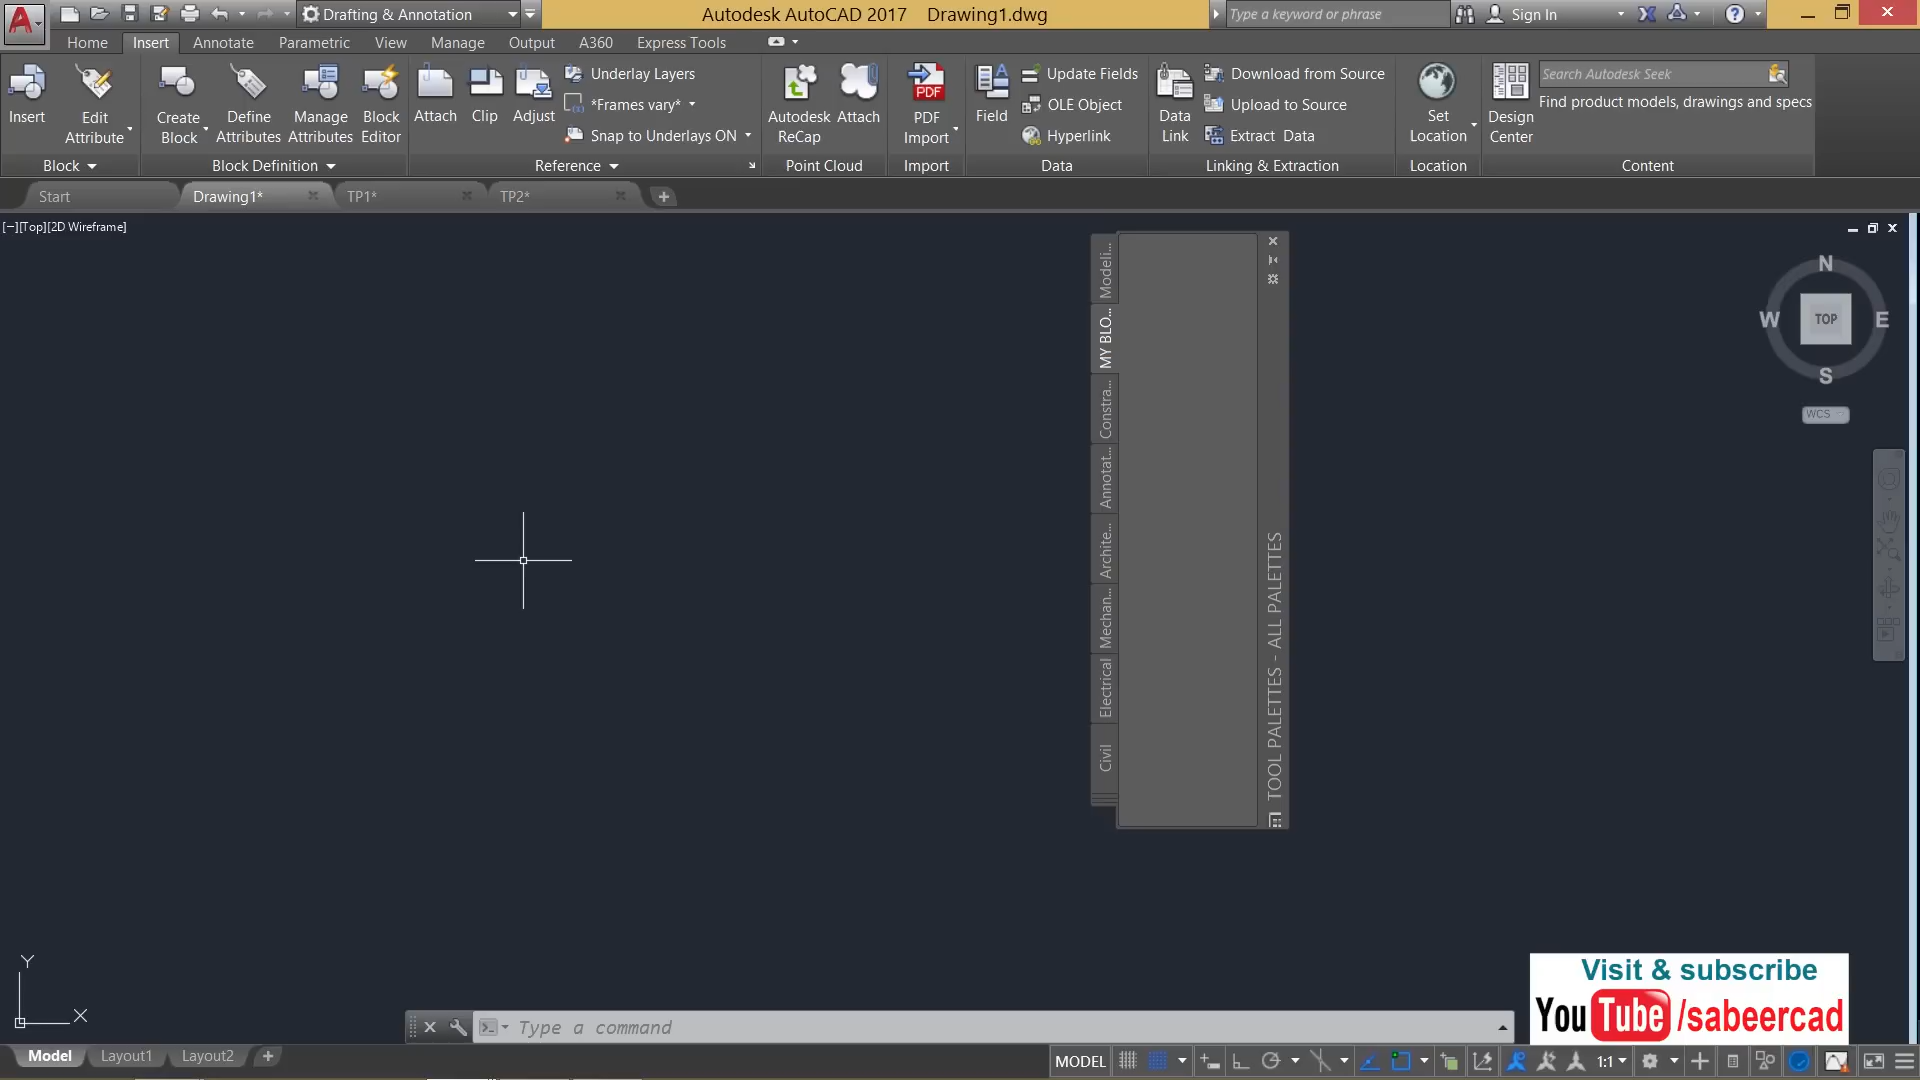 Drafting & Annotation
Autodesk AutoCAD 2017 Drawing1.dwg
Type a keyword or phrase
Sign In
Home Insert Annotate Parametric View Manage Output A360 Express Tools
Insert
Edit Attribute
Create Block
Define Attributes
Manage Attributes
Block Editor
Attach
Clip
Adjust
Underlay Layers
*Frames vary*
Snap to Underlays ON
Autodesk ReCap
Attach
PDF Import
Field
Update Fields
OLE Object
Hyperlink
Data Link
Download from Source
Upload to Source
Extract Data
Set Location
Design Center
Search Autodesk Seek
Find product models, drawings and specs
Block
Block Definition
Reference
Point Cloud
Import
Data
Linking & Extraction
Location
Content
Start
Drawing1*
TP1*
TP2*
[−][Top][2D Wireframe]
Modeli...
MY BLO...
Constra...
Annotat...
Archite...
Mechan...
Electrical
Civil
TOOL PALETTES - ALL PALETTES
N
W
TOP
E
S
WCS
Y
X
Type a command
Visit & subscribe
YouTube/sabeercad
Model
Layout1
Layout2
MODEL
1:1